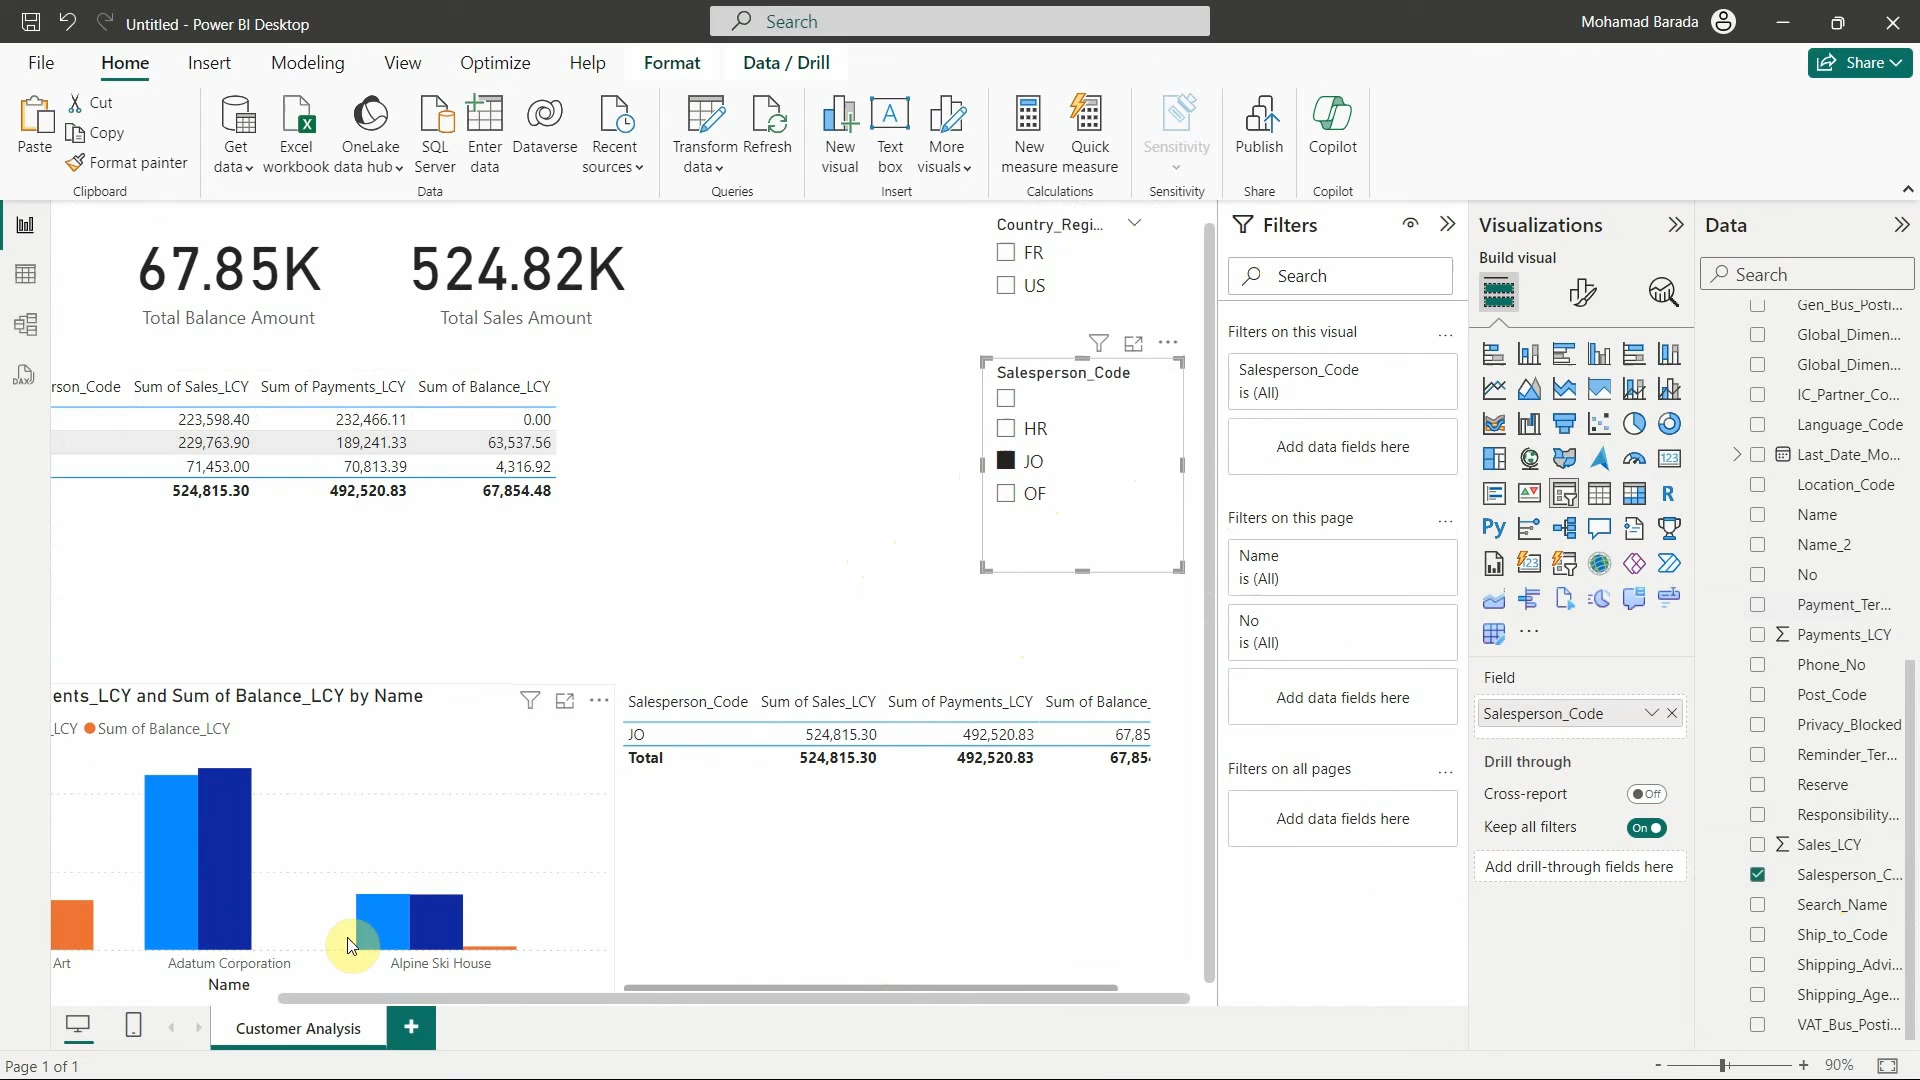 Untitled - Power BI Desktop
Search
Mohamad Barada
File
Home
Insert
Modeling
View
Optimize
Help
Format
Data / Drill
Share
Paste
Cut
Copy
Format painter
Clipboard
Get data
Excel workbook
OneLake data hub
SQL Server
Enter data
Dataverse
Recent sources
Data
Transform data
Refresh
Queries
New visual
Text box
More visuals
Insert
New measure
Quick measure
Calculations
Sensitivity
Sensitivity
Publish
Share
Copilot
Copilot
67.85K
Total Balance Amount
524.82K
Total Sales Amount
Country_Regi...
FR
US
Salesperson_Code
HR
JO
OF
rson_Code Sum of Sales_LCY Sum of Payments_LCY Sum of Balance_LCY
223,598.40 232,466.11 0.00
229,763.90 189,241.33 63,537.56
71,453.00 70,813.39 4,316.92
524,815.30 492,520.83 67,854.48
ents_LCY and Sum of Balance_LCY by Name
_LCY Sum of Balance_LCY
Art
Adatum Corporation
Alpine Ski House
Name
Salesperson_Code Sum of Sales_LCY Sum of Payments_LCY Sum of Balance_
JO 524,815.30 492,520.83 67,85
Total 524,815.30 492,520.83 67,85
Filters
Search
Filters on this visual ...
Salesperson_Code
is (All)
Add data fields here
Filters on this page ...
Name
is (All)
No
is (All)
Add data fields here
Filters on all pages ...
Add data fields here
Visualizations
Build visual
123
R
Py
123
...
Field
Salesperson_Code
Drill through
Cross-report Off
Keep all filters On
Add drill-through fields here
Data
Search
Gen_Bus_Posti...
Global_Dimen...
Global_Dimen...
IC_Partner_Co...
Language_Code
Last_Date_Mo...
Location_Code
Name
Name_2
No
Payment_Ter...
Payments_LCY
Phone_No
Post_Code
Privacy_Blocked
Reminder_Ter...
Reserve
Responsibility...
Sales_LCY
Salesperson_C...
Search_Name
Ship_to_Code
Shipping_Advi...
Shipping_Age...
VAT_Bus_Posti...
Customer Analysis
Page 1 of 1
90%